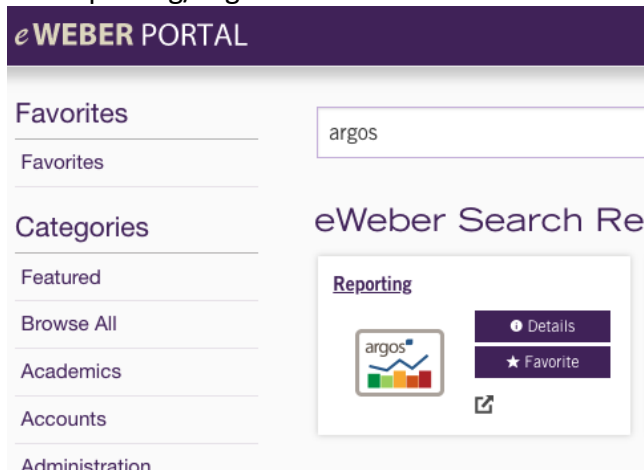 eWEBER PORTAL
Favorites
Favorites
Categories
Featured
Browse All
Academics
Accounts
Administration
argos
eWeber Search Re
Reporting
argos
Details
Favorite